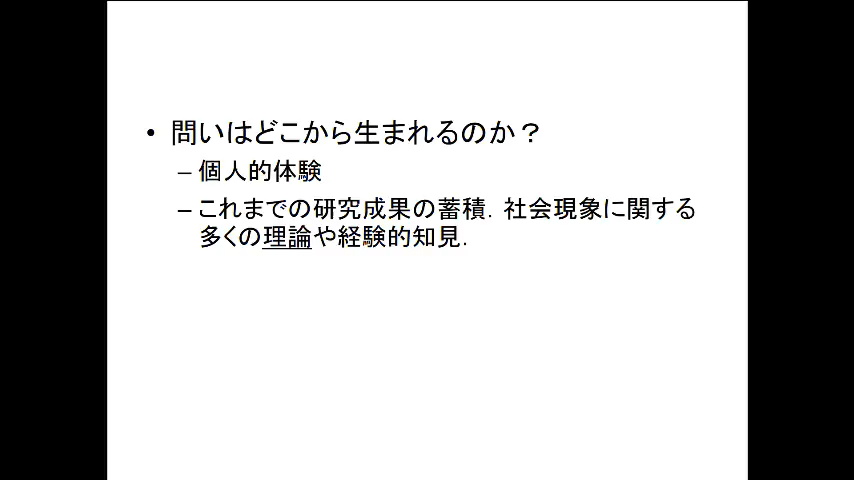 • 問いはどこから生まれるのか？
– 個人的体験
– これまでの研究成果の蓄積．社会現象に関する
多くの理論や経験的知見．